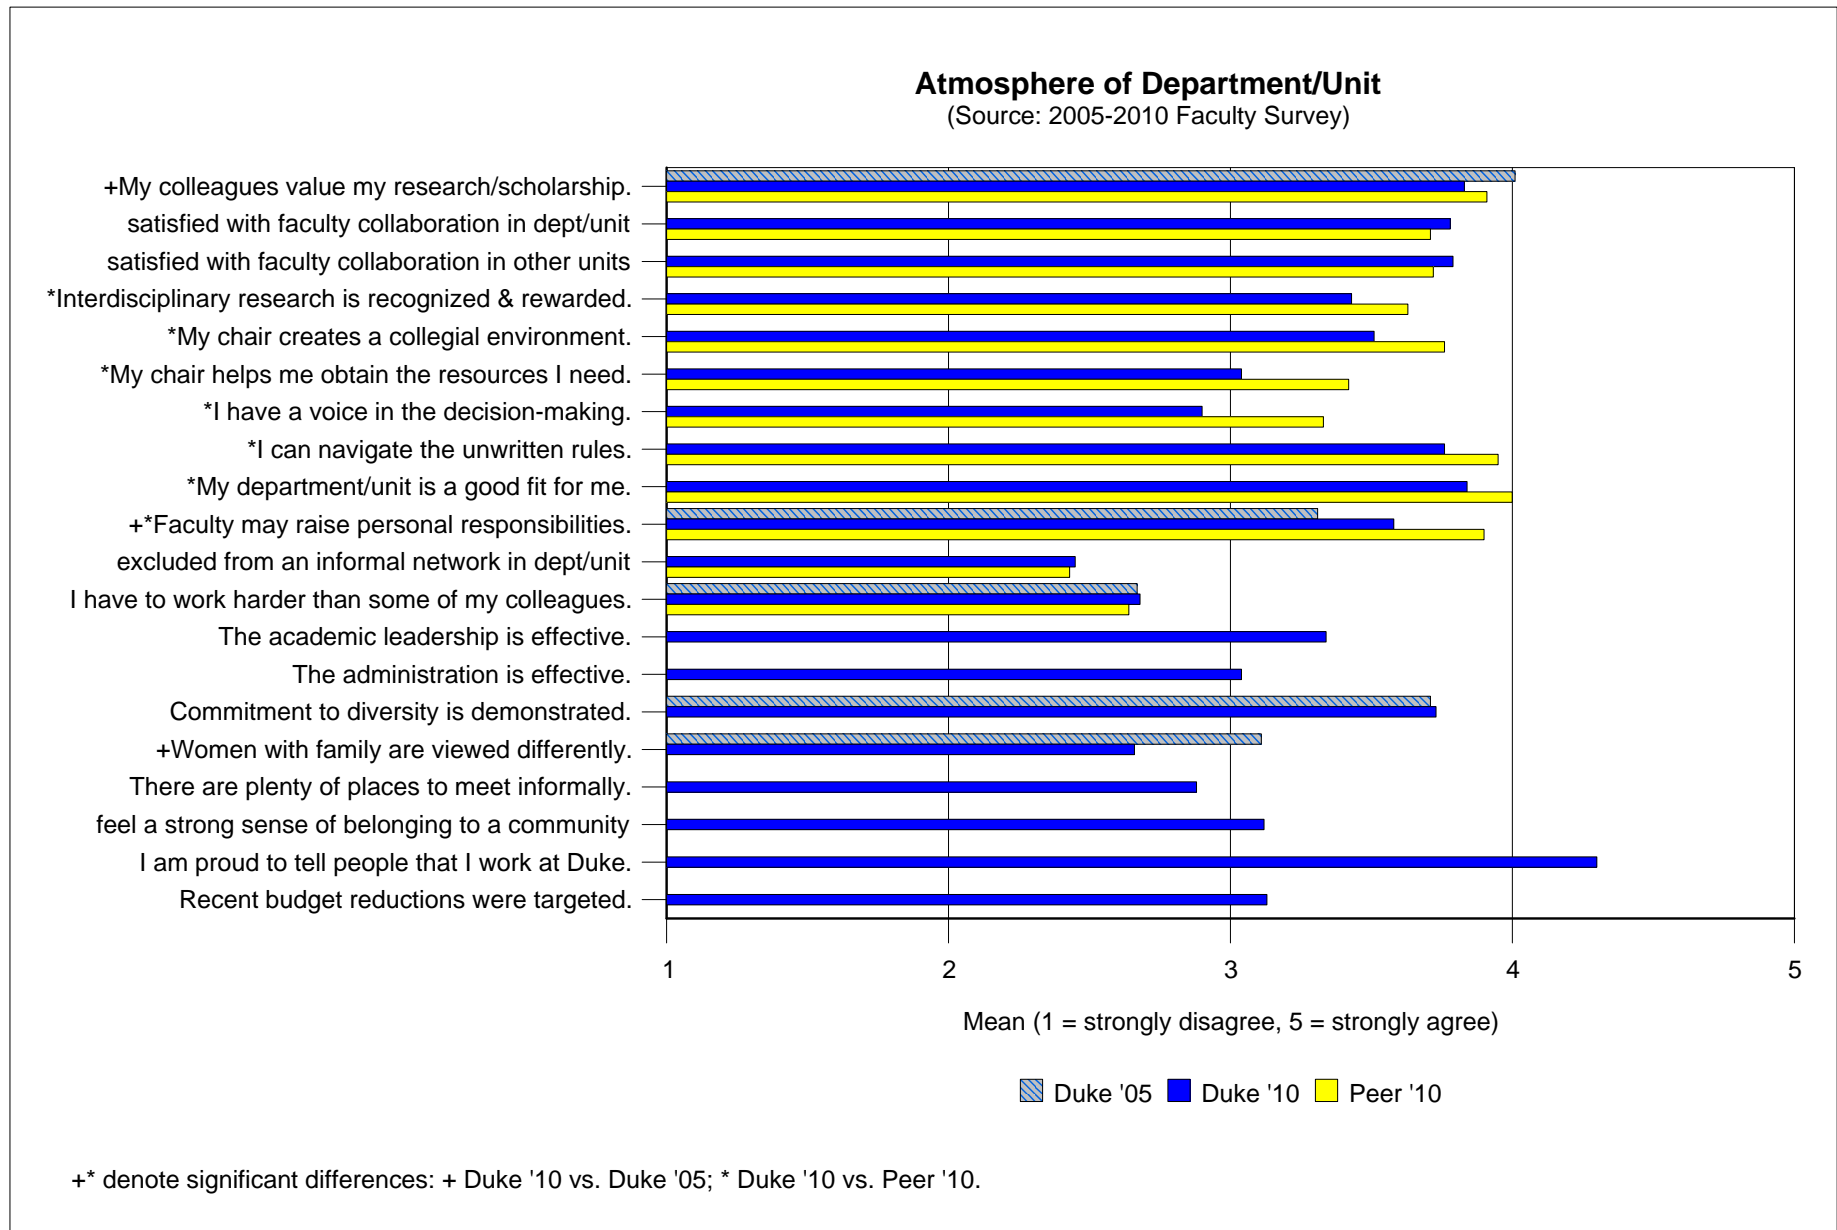 Atmosphere of Department/Unit
(Source: 2005-2010 Faculty Survey)
+My colleagues value my research/scholarship.
satisfied with faculty collaboration in dept/unit
satisfied with faculty collaboration in other units
*Interdisciplinary research is recognized & rewarded.
*My chair creates a collegial environment.
*My chair helps me obtain the resources I need.
*I have a voice in the decision-making.
*I can navigate the unwritten rules.
*My department/unit is a good fit for me.
+*Faculty may raise personal responsibilities.
excluded from an informal network in dept/unit
I have to work harder than some of my colleagues.
The academic leadership is effective.
The administration is effective.
Commitment to diversity is demonstrated.
+Women with family are viewed differently.
There are plenty of places to meet informally.
feel a strong sense of belonging to a community
I am proud to tell people that I work at Duke.
Recent budget reductions were targeted.
1 2 3 4 5
Mean (1 = strongly disagree, 5 = strongly agree)
Duke '05 Duke '10 Peer '10
+* denote significant differences: + Duke '10 vs. Duke '05; * Duke '10 vs. Peer '10.